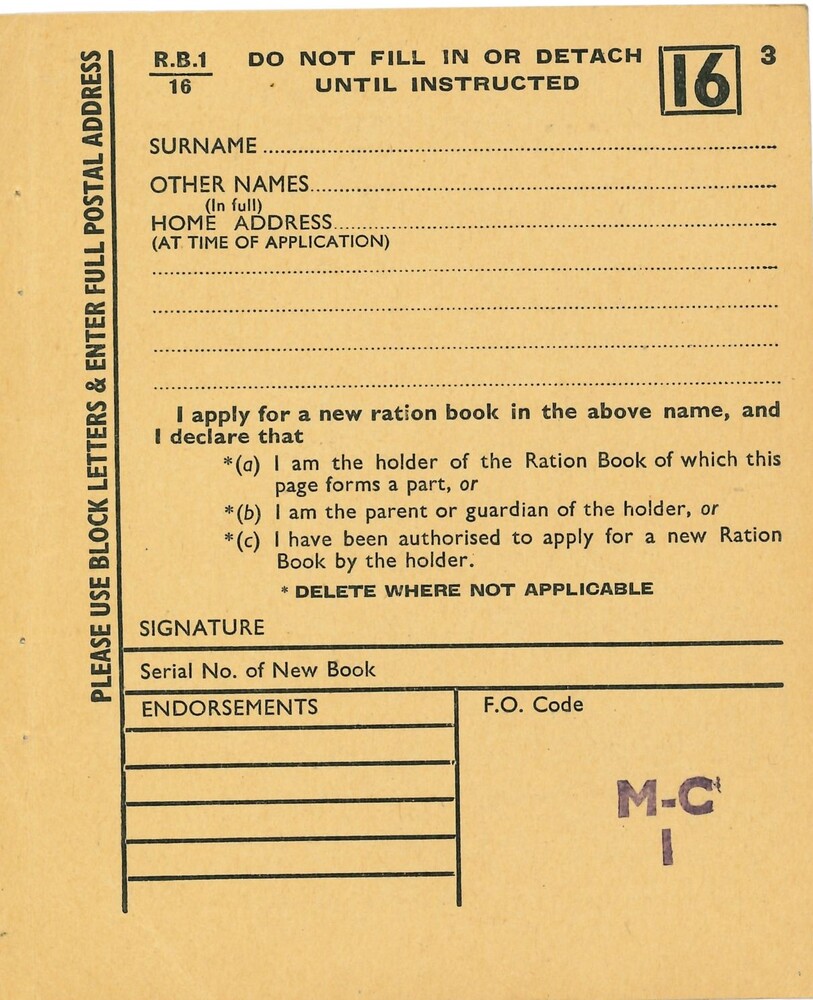 PLEASE USE BLOCK LETTERS & ENTER FULL POSTAL ADDRESS
R.B.1
16
DO NOT FILL IN OR DETACH
UNTIL INSTRUCTED
16
3
SURNAME
OTHER NAMES
(In full)
HOME ADDRESS
(AT TIME OF APPLICATION)
I apply for a new ration book in the above name, and
I declare that
*(a) I am the holder of the Ration Book of which this
page forms a part, or
*(b) I am the parent or guardian of the holder, or
*(c) I have been authorised to apply for a new Ration
Book by the holder.
* DELETE WHERE NOT APPLICABLE
SIGNATURE
Serial No. of New Book
ENDORSEMENTS
F.O. Code
M-C
1